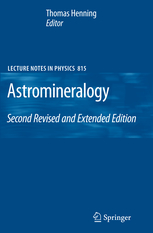 Thomas Henning
Editor
LECTURE NOTES IN PHYSICS 815
Astromineralogy
Second Revised and Extended Edition
Springer